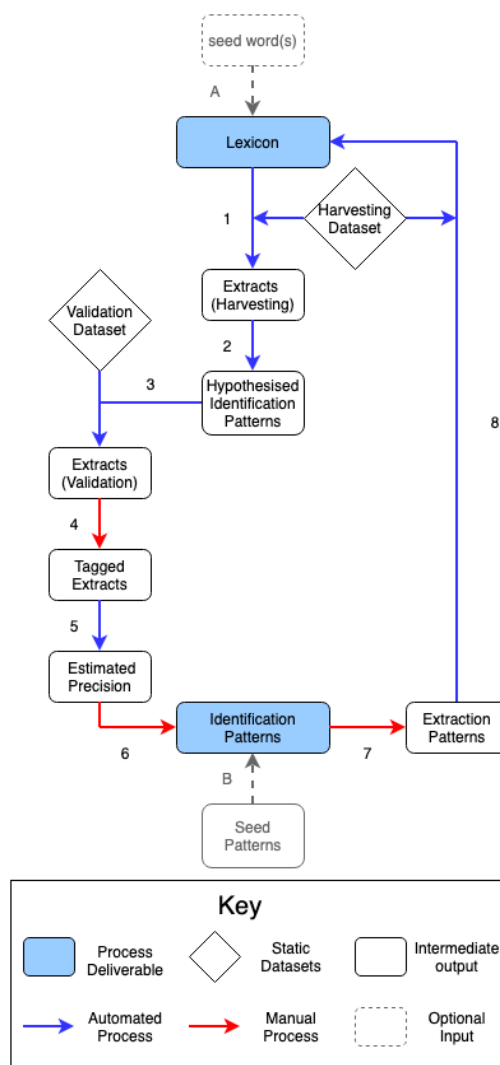 seed word(s)
A
Lexicon
1
Harvesting
Dataset
Extracts
(Harvesting)
Validation
Dataset
2
3
Hypothesised
Identification
Patterns
8
Extracts
(Validation)
4
Tagged
Extracts
5
Estimated
Precision
Identification
Patterns
Extraction
Patterns
6
7
B
Seed
Patterns
Key
Process
Deliverable
Static
Datasets
Intermediate
output
Automated
Process
Manual
Process
Optional
Input